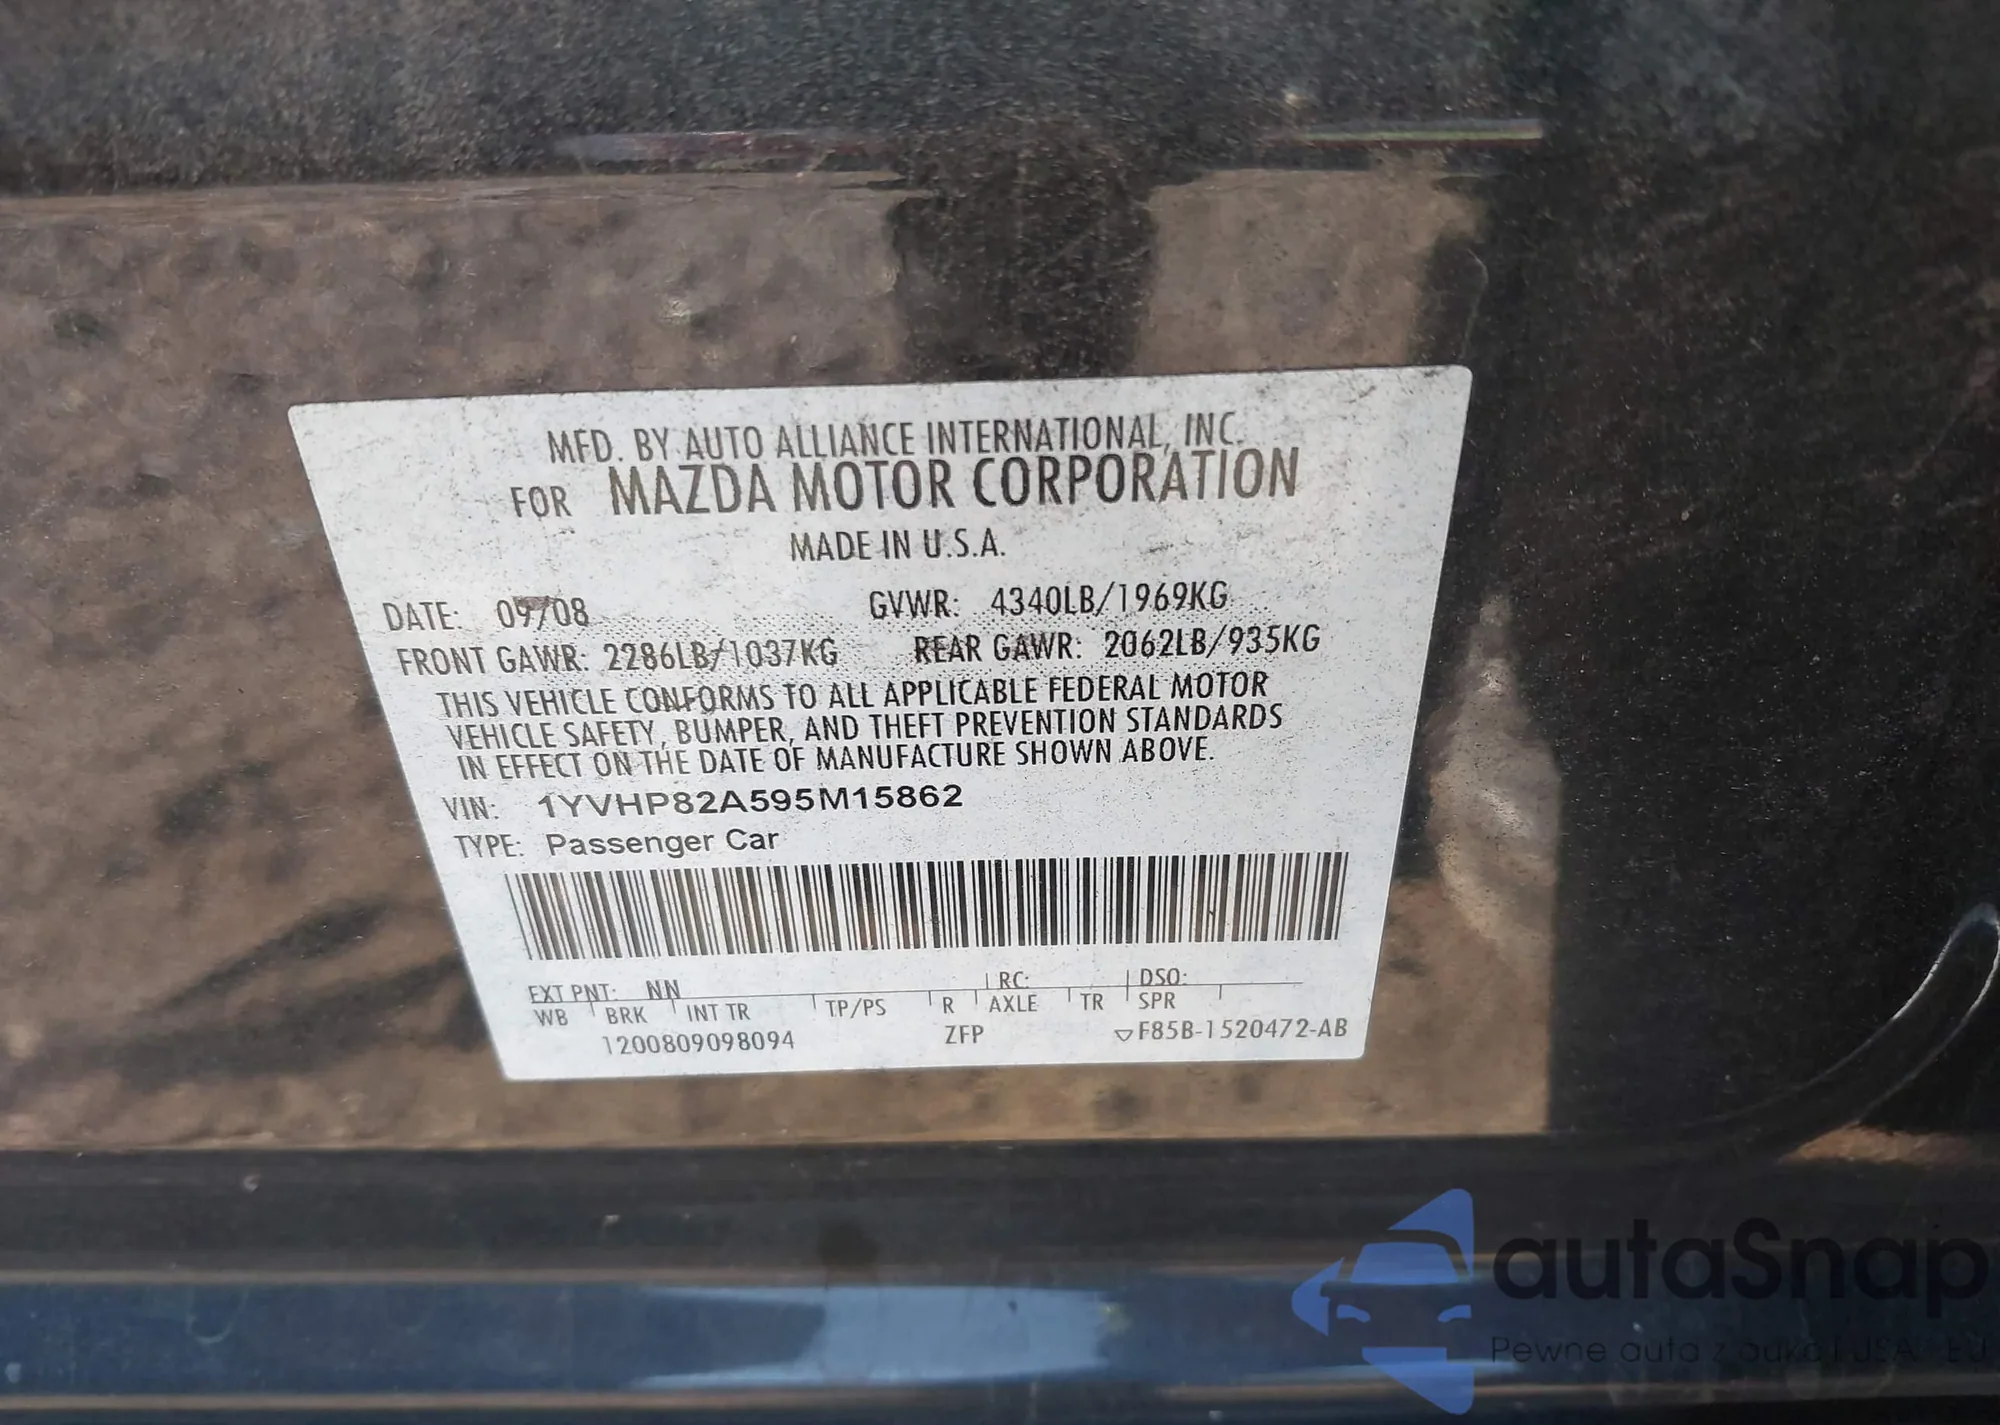 MFD. BY AUTO ALLIANCE INTERNATIONAL, INC.
FOR MAZDA MOTOR CORPORATION
MADE IN U.S.A.
DATE: 09/08 GVWR: 4340LB/1969KG
FRONT GAWR: 2286LB/1037KG REAR GAWR: 2062LB/935KG
THIS VEHICLE CONFORMS TO ALL APPLICABLE FEDERAL MOTOR
VEHICLE SAFETY, BUMPER, AND THEFT PREVENTION STANDARDS
IN EFFECT ON THE DATE OF MANUFACTURE SHOWN ABOVE.
VIN: 1YVHP82A595M15862
TYPE: Passenger Car
EXT PNT: NN RC: DSO:
WB BRK INT TR TP/PS R AXLE TR SPR
1200809098094 ZFP F85B-1520472-AB
autaSnap
Pewne auta z USA